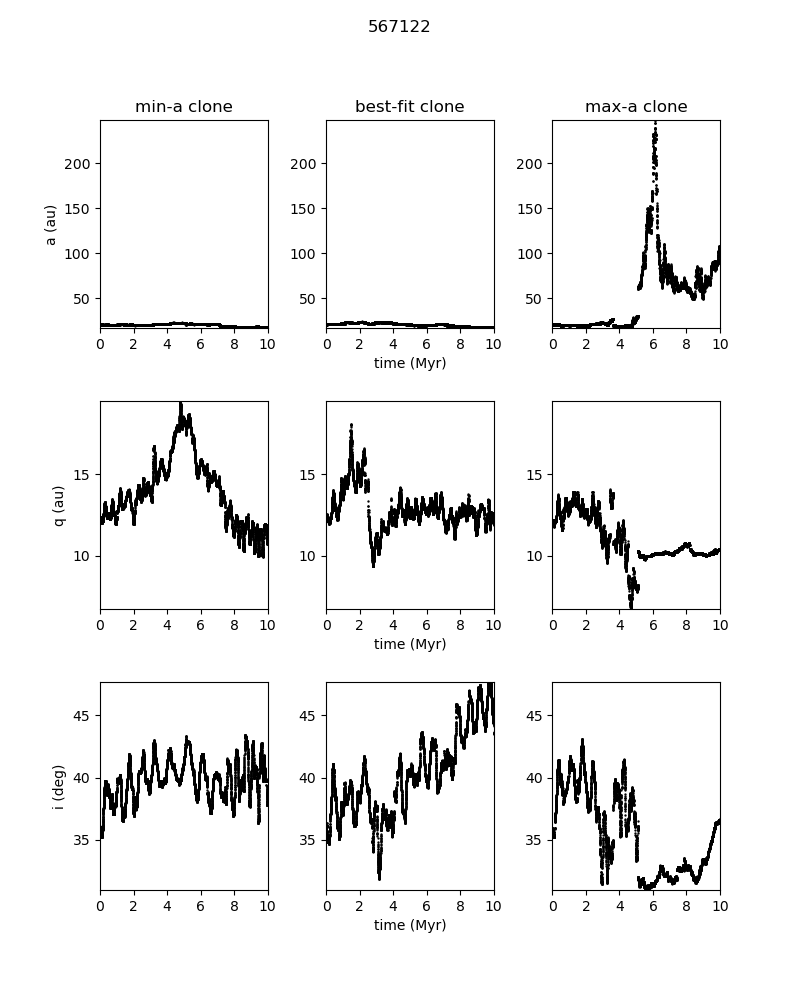 567122
min-a clone best-fit clone max-a clone
a (au)
200 200 200
150 150 150
100 100 100
50 50 50
0 2 4 6 8 10 0 2 4 6 8 10 0 2 4 6 8 10
time (Myr)
q (au)
15 15 15
10 10 10
0 2 4 6 8 10 0 2 4 6 8 10 0 2 4 6 8 10
time (Myr)
i (deg)
45 45 45
40 40 40
35 35 35
0 2 4 6 8 10 0 2 4 6 8 10 0 2 4 6 8 10
time (Myr)